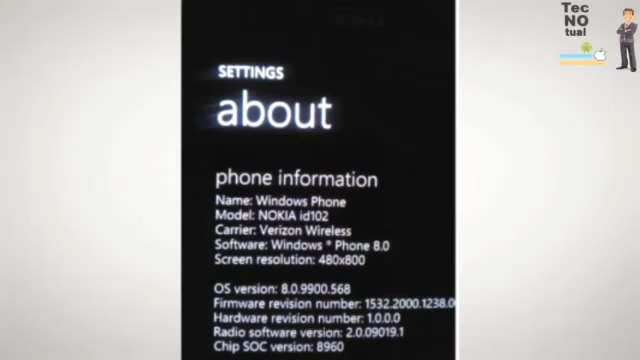 Tec
NO
tual
SETTINGS
about
phone information
Name: Windows Phone
Model: NOKIA id102
Carrier: Verizon Wireless
Software: Windows ® Phone 8.0
Screen resolution: 480x800
OS version: 8.0.9900.568
Firmware revision number: 1532.2000.1238.0
Hardware revision number: 1.0.0.0
Radio software version: 2.0.09019.1
Chip SOC version: 8960